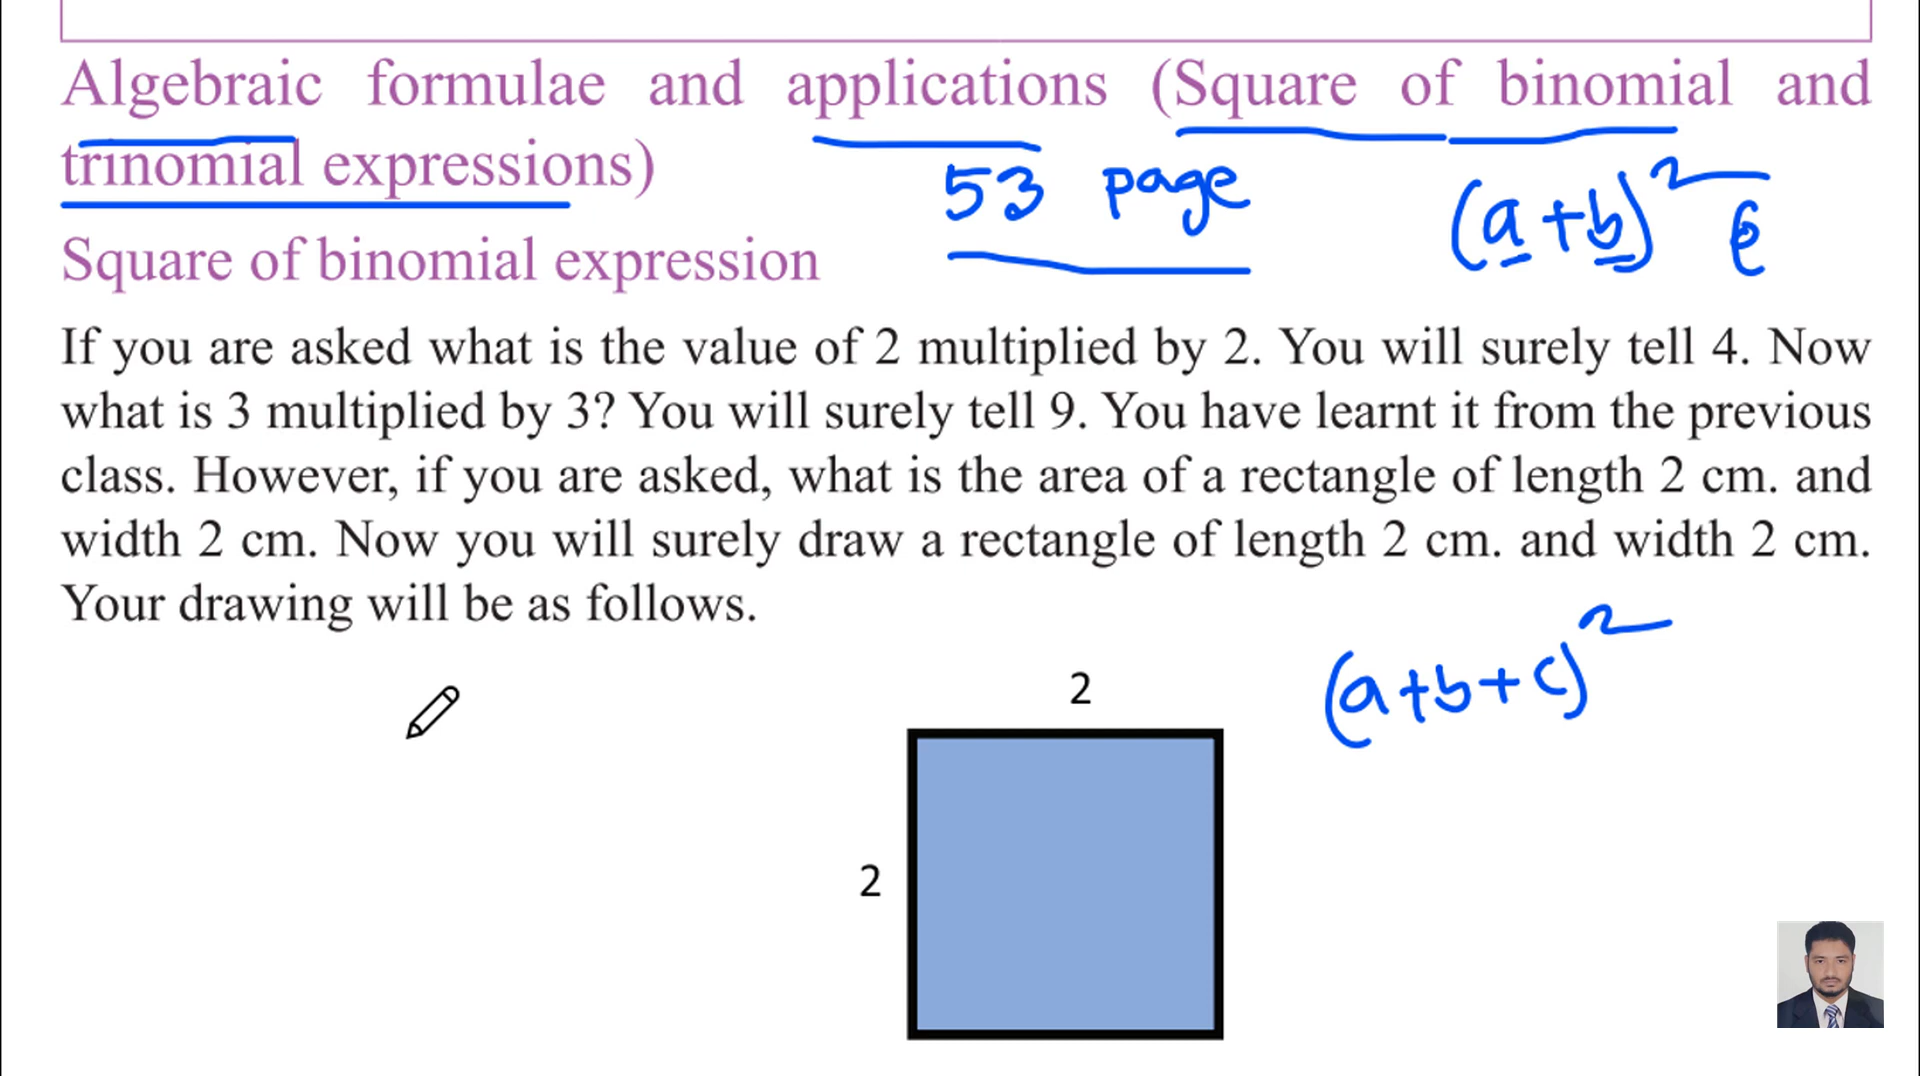 Algebraic formulae and applications (Square of binomial and
trinomial expressions)
53 page
(a+b)²
Square of binomial expression
If you are asked what is the value of 2 multiplied by 2. You will surely tell 4. Now
what is 3 multiplied by 3? You will surely tell 9. You have learnt it from the previous
class. However, if you are asked, what is the area of a rectangle of length 2 cm. and
width 2 cm. Now you will surely draw a rectangle of length 2 cm. and width 2 cm.
Your drawing will be as follows.
(a+b+c)²
2
2